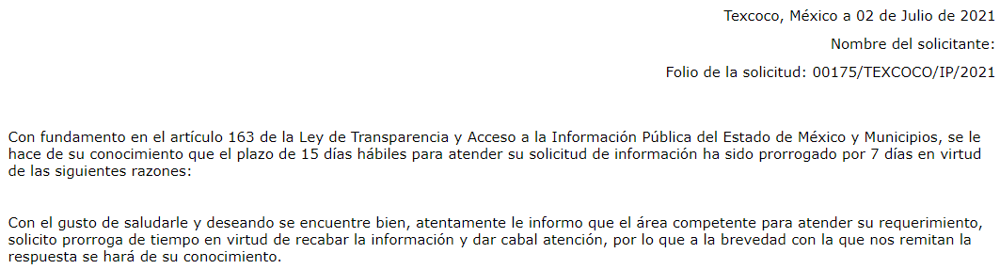 Texcoco, México a 02 de Julio de 2021
Nombre del solicitante:
Folio de la solicitud: 00175/TEXCOCO/IP/2021
Con fundamento en el artículo 163 de la Ley de Transparencia y Acceso a la Información Pública del Estado de México y Municipios, se le
hace de su conocimiento que el plazo de 15 días hábiles para atender su solicitud de información ha sido prorrogado por 7 días en virtud
de las siguientes razones:
Con el gusto de saludarle y deseando se encuentre bien, atentamente le informo que el área competente para atender su requerimiento,
solicito prorroga de tiempo en virtud de recabar la información y dar cabal atención, por lo que a la brevedad con la que nos remitan la
respuesta se hará de su conocimiento.